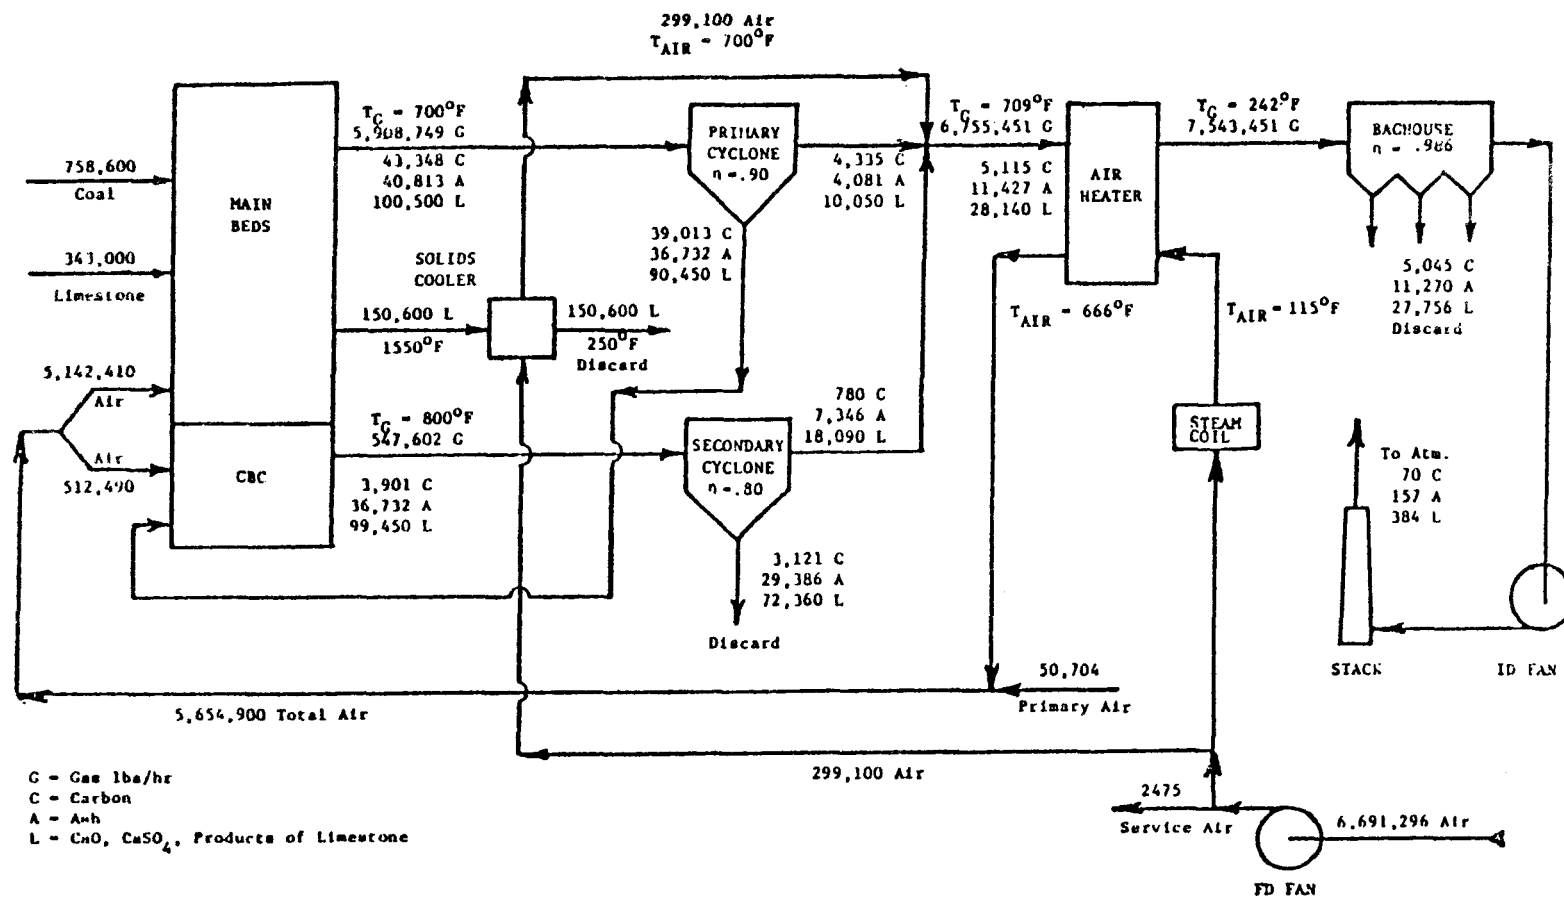 299,100 Air
TAIR = 700°F
TG = 700°F
5,908,749 G
43,348 C
40,813 A
100,500 L
PRIMARY
CYCLONE
η = .90
4,335 C
4,081 A
10,050 L
TG = 709°F
6,755,451 G
5,115 C
11,427 A
28,140 L
AIR
HEATER
TG = 242°F
7,543,451 G
BAGHOUSE
η = .986
758,600
Coal
MAIN
BEDS
343,000
Limestone
SOLIDS
COOLER
39,013 C
36,732 A
90,450 L
150,600 L
1550°F
150,600 L
250°F
Discard
TAIR = 666°F
TAIR = 115°F
5,045 C
11,270 A
27,756 L
Discard
5,142,410
Air
Air
512,490
CBC
TG = 800°F
547,602 G
3,901 C
36,732 A
99,450 L
SECONDARY
CYCLONE
η = .80
780 C
7,346 A
18,090 L
STEAM
COIL
To Atm.
70 C
157 A
384 L
3,121 C
29,386 A
72,360 L
Discard
STACK
ID FAN
50,704
Primary Air
5,654,900 Total Air
299,100 Air
2475
Service Air
6,691,296 Air
FD FAN
G = Gas lbs/hr
C = Carbon
A = Ash
L = CaO, CaSO4, Products of Limestone